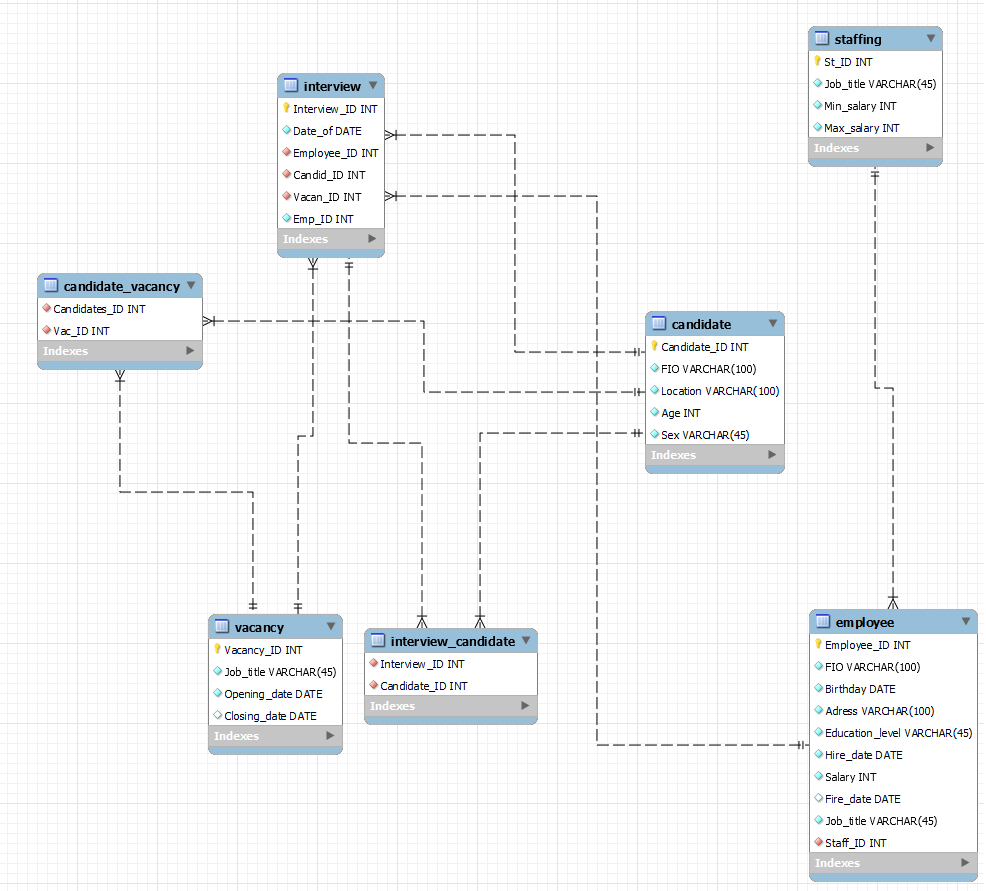 staffing
St_ID INT
Job_title VARCHAR(45)
Min_salary INT
Max_salary INT
Indexes
interview
Interview_ID INT
Date_of DATE
Employee_ID INT
Candid_ID INT
Vacan_ID INT
Emp_ID INT
Indexes
candidate_vacancy
Candidates_ID INT
Vac_ID INT
Indexes
candidate
Candidate_ID INT
FIO VARCHAR(100)
Location VARCHAR(100)
Age INT
Sex VARCHAR(45)
Indexes
vacancy
Vacancy_ID INT
Job_title VARCHAR(45)
Opening_date DATE
Closing_date DATE
Indexes
interview_candidate
Interview_ID INT
Candidate_ID INT
Indexes
employee
Employee_ID INT
FIO VARCHAR(100)
Birthday DATE
Adress VARCHAR(100)
Education_level VARCHAR(45)
Hire_date DATE
Salary INT
Fire_date DATE
Job_title VARCHAR(45)
Staff_ID INT
Indexes